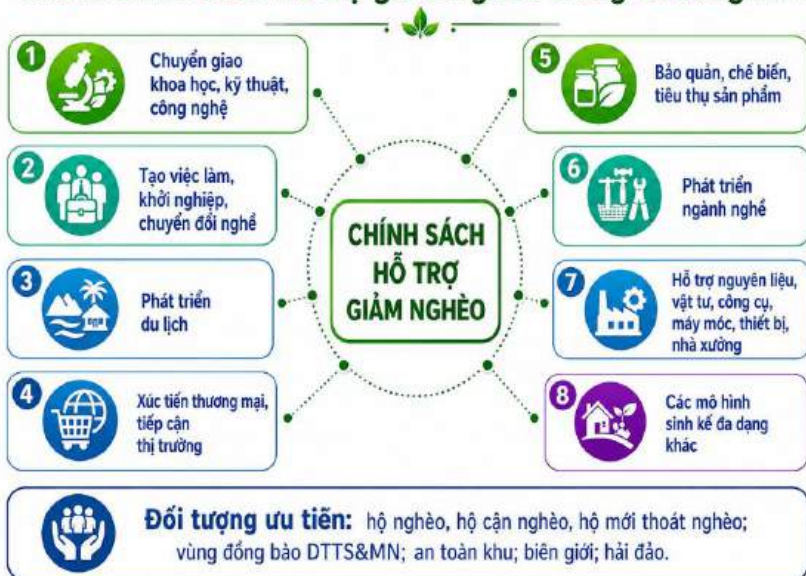 1
Chuyển giao
khoa học, kỹ thuật,
công nghệ
2
Tạo việc làm,
khởi nghiệp,
chuyển đổi nghề
3
Phát triển
du lịch
4
Xúc tiến thương mại,
tiếp cận
thị trường
CHÍNH SÁCH
HỖ TRỢ
GIẢM NGHÈO
5
Bảo quản, chế biến,
tiêu thụ sản phẩm
6
Phát triển
ngành nghề
7
Hỗ trợ nguyên liệu,
vật tư, công cụ,
máy móc, thiết bị,
nhà xưởng
8
Các mô hình
sinh kế đa dạng
khác
Đối tượng ưu tiên: hộ nghèo, hộ cận nghèo, hộ mới thoát nghèo;
vùng đồng bào DTTS&MN; an toàn khu; biên giới; hải đảo.